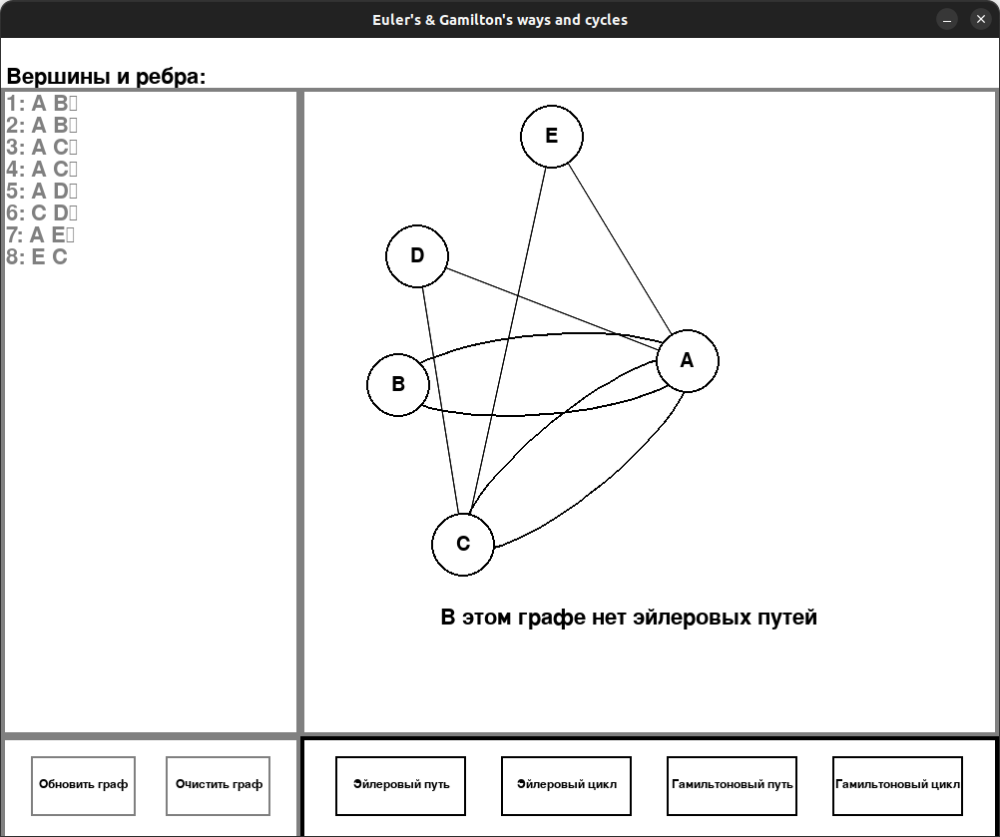 Euler's & Gamilton's ways and cycles
Вершины и ребра:
1: A B
2: A B
3: A C
4: A C
5: A D
6: C D
7: A E
8: E C
E
D
A
B
C
В этом графе нет эйлеровых путей
Обновить граф
Очистить граф
Эйлеровый путь
Эйлеровый цикл
Гамильтоновый путь
Гамильтоновый цикл